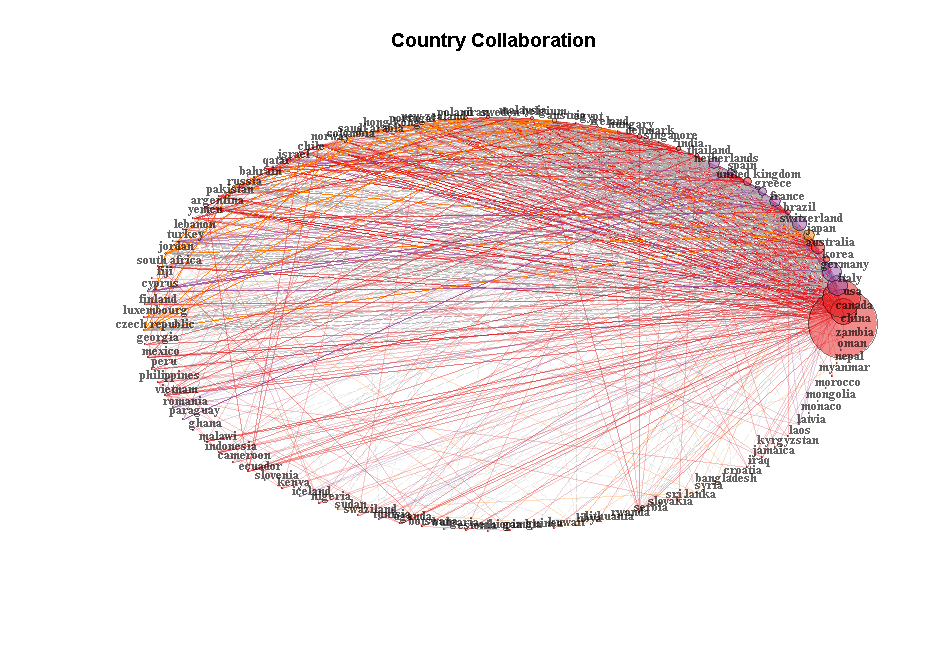 Country Collaboration
malaysia
belgium
poland
iran
sweden
austria
egypt
ireland
hungary
denmark
singapore
india
thailand
netherlands
spain
united kingdom
greece
france
brazil
switzerland
japan
australia
korea
germany
italy
usa
canada
china
zambia
oman
nepal
myanmar
morocco
mongolia
monaco
latvia
laos
kyrgyzstan
jamaica
iraq
croatia
bangladesh
syria
sri lanka
slovakia
serbia
rwanda
lithuania
kuwait
hong kong
saudi arabia
colombia
norway
chile
israel
qatar
bahrain
russia
pakistan
argentina
yemen
lebanon
turkey
jordan
south africa
fiji
cyprus
finland
luxembourg
czech republic
georgia
mexico
peru
philippines
vietnam
romania
paraguay
ghana
malawi
indonesia
cameroon
ecuador
slovenia
kenya
iceland
nigeria
sudan
swaziland